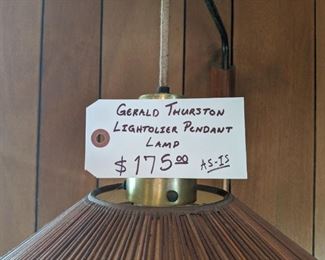 GERALD THURSTON
LIGHTOLIER PENDANT
LAMP
$175.00 AS-IS